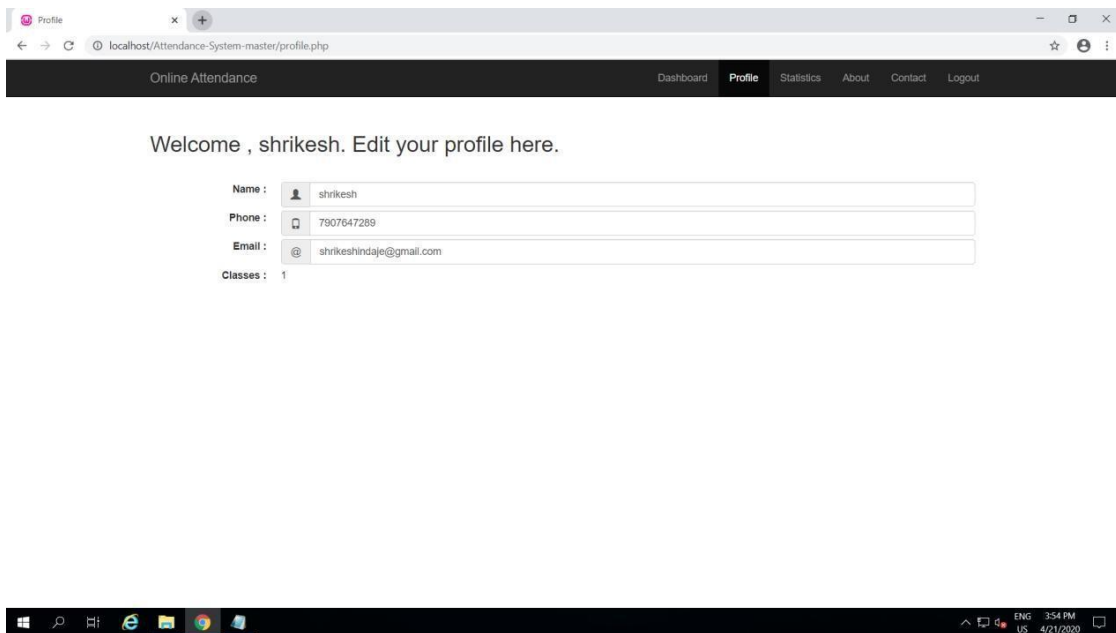 Profile
localhost/Attendance-System-master/profile.php
Online Attendance Dashboard Profile Statistics About Contact Logout
Welcome , shrikesh. Edit your profile here.
Name : shrikesh
Phone : 7907647289
Email : @ shrikeshindaje@gmail.com
Classes : 1
ENG 3:54 PM
US 4/21/2020